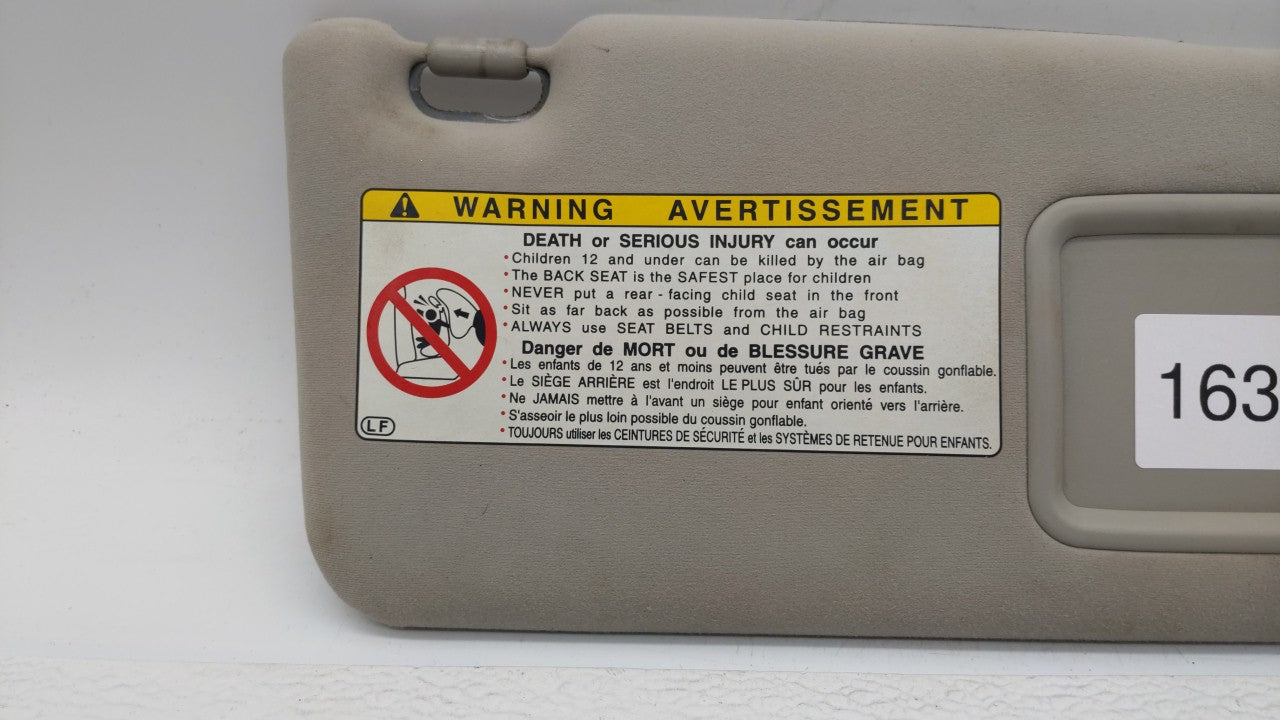 WARNING AVERTISSEMENT
DEATH or SERIOUS INJURY can occur
•Children 12 and under can be killed by the air bag
•The BACK SEAT is the SAFEST place for children
•NEVER put a rear-facing child seat in the front
•Sit as far back as possible from the air bag
•ALWAYS use SEAT BELTS and CHILD RESTRAINTS
Danger de MORT ou de BLESSURE GRAVE
•Les enfants de 12 ans et moins peuvent être tués par le coussin gonflable.
•Le SIÈGE ARRIÈRE est l'endroit LE PLUS SÛR pour les enfants.
•Ne JAMAIS mettre à l'avant un siège pour enfant orienté vers l'arrière.
•S'asseoir le plus loin possible du coussin gonflable.
•TOUJOURS utiliser les CEINTURES DE SÉCURITÉ et les SYSTÈMES DE RETENUE POUR ENFANTS.
LF
163